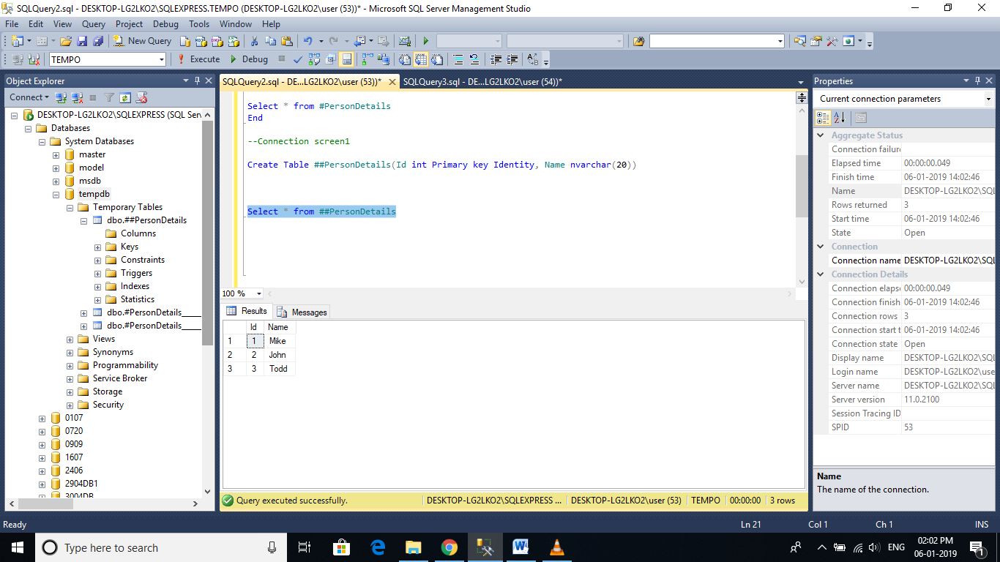 SQLQuery2.sql - DESKTOP-LG2LKO2\SQLEXPRESS.TEMPO (DESKTOP-LG2LKO2\user (53))* - Microsoft SQL Server Management Studio
File Edit View Query Project Debug Tools Window Help
New Query
TEMPO
Execute Debug
Object Explorer
Connect
DESKTOP-LG2LKO2\SQLEXPRESS (SQL Ser
Databases
System Databases
master
model
msdb
tempdb
Temporary Tables
dbo.##PersonDetails
Columns
Keys
Constraints
Triggers
Indexes
Statistics
dbo.#PersonDetails____
dbo.#PersonDetails____
Views
Synonyms
Programmability
Service Broker
Storage
Security
0107
0720
0909
1607
2406
2904DB1
3004DB
SQLQuery2.sql - DE...LG2LKO2\user (53))* SQLQuery3.sql - DE...LG2LKO2\user (54))*
Select * from #PersonDetails
End
--Connection screen1
Create Table ##PersonDetails(Id int Primary key Identity, Name nvarchar(20))
Select * from ##PersonDetails
100 %
Results Messages
Id Name
1 1 Mike
2 2 John
3 3 Todd
Query executed successfully. DESKTOP-LG2LKO2\SQLEXPRESS ... DESKTOP-LG2LKO2\user (53) TEMPO 00:00:00 3 rows
Properties
Current connection parameters
Aggregate Status
Connection failure
Elapsed time 00:00:00.049
Finish time 06-01-2019 14:02:46
Name DESKTOP-LG2LKO2\SQL
Rows returned 3
Start time 06-01-2019 14:02:46
State Open
Connection
Connection name DESKTOP-LG2LKO2\SQL
Connection Details
Connection elapse 00:00:00.049
Connection finish 06-01-2019 14:02:46
Connection rows 3
Connection start t 06-01-2019 14:02:46
Connection state Open
Display name DESKTOP-LG2LKO2\SQL
Login name DESKTOP-LG2LKO2\use
Server name DESKTOP-LG2LKO2\SQL
Server version 11.0.2100
Session Tracing ID
SPID 53
Name
The name of the connection.
Ready Ln 21 Col 1 Ch 1 INS
Type here to search
ENG
02:02 PM
06-01-2019
1